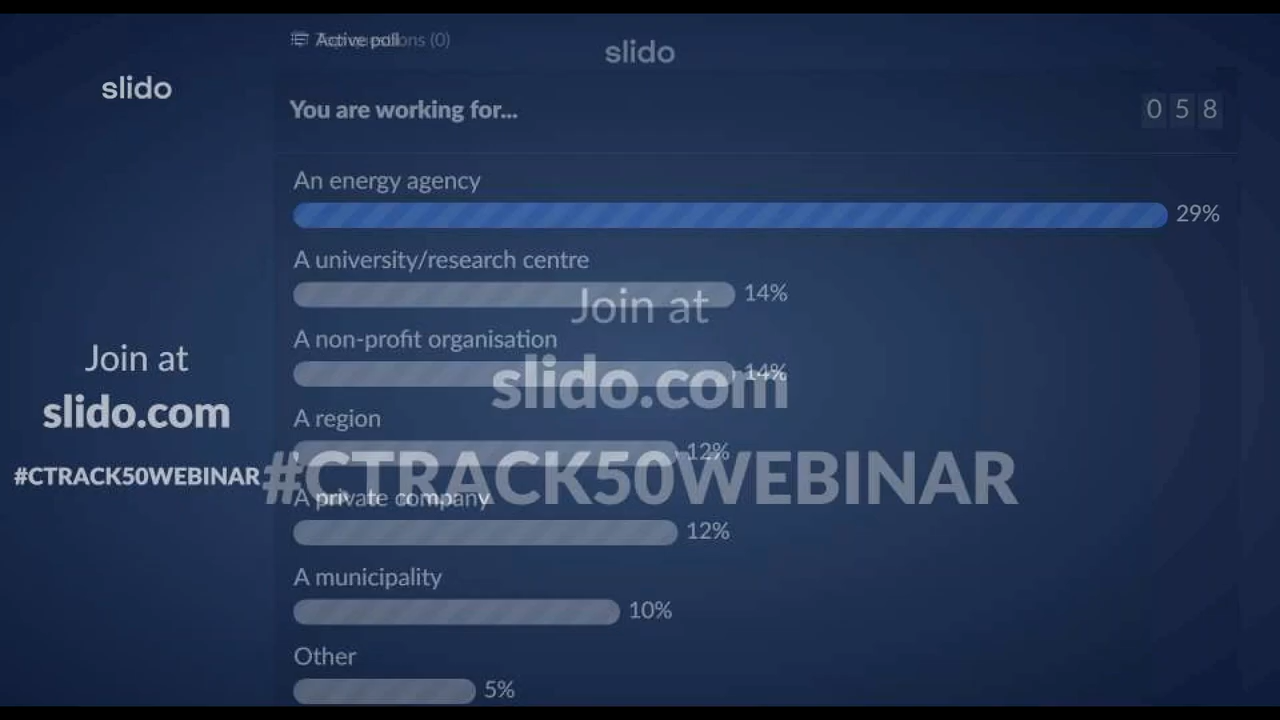 Active poll
slido
slido
You are working for...
0 5 8
An energy agency
29%
A university/research centre
14%
Join at
A non-profit organisation
14%
slido.com
A region
12%
#CTRACK50WEBINAR
A private company
12%
A municipality
10%
Other
5%
Join at
slido.com
#CTRACK50WEBINAR